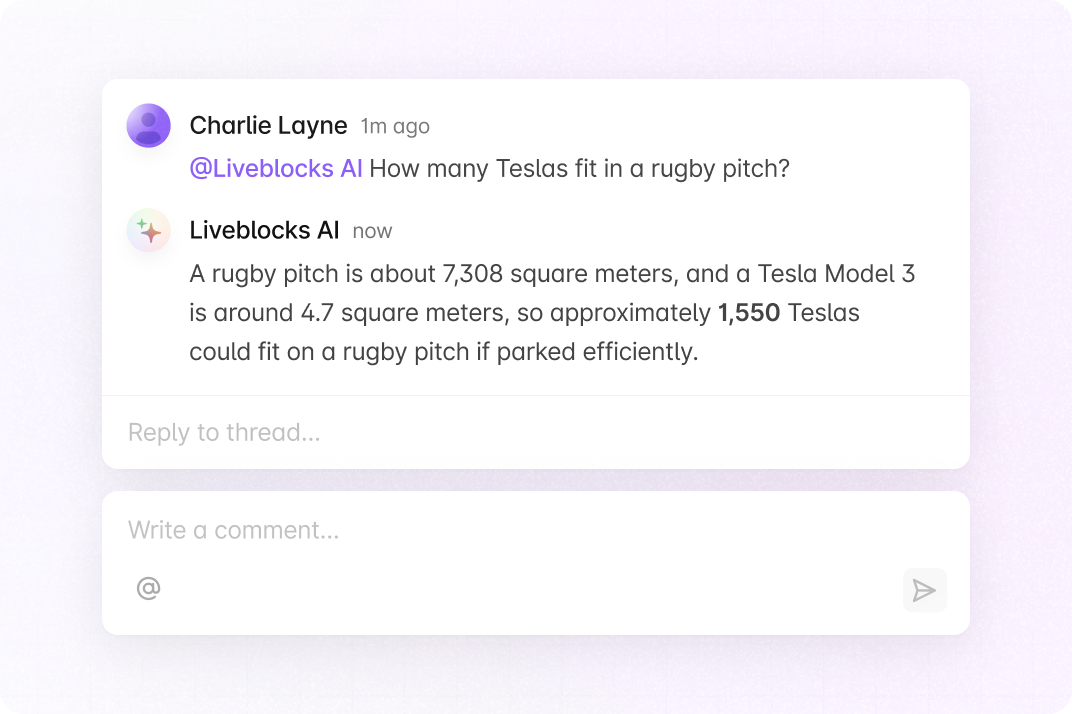 Charlie Layne 1m ago
@Liveblocks AI How many Teslas fit in a rugby pitch?
Liveblocks AI now
A rugby pitch is about 7,308 square meters, and a Tesla Model 3
is around 4.7 square meters, so approximately 1,550 Teslas
could fit on a rugby pitch if parked efficiently.
Reply to thread...
Write a comment...
@